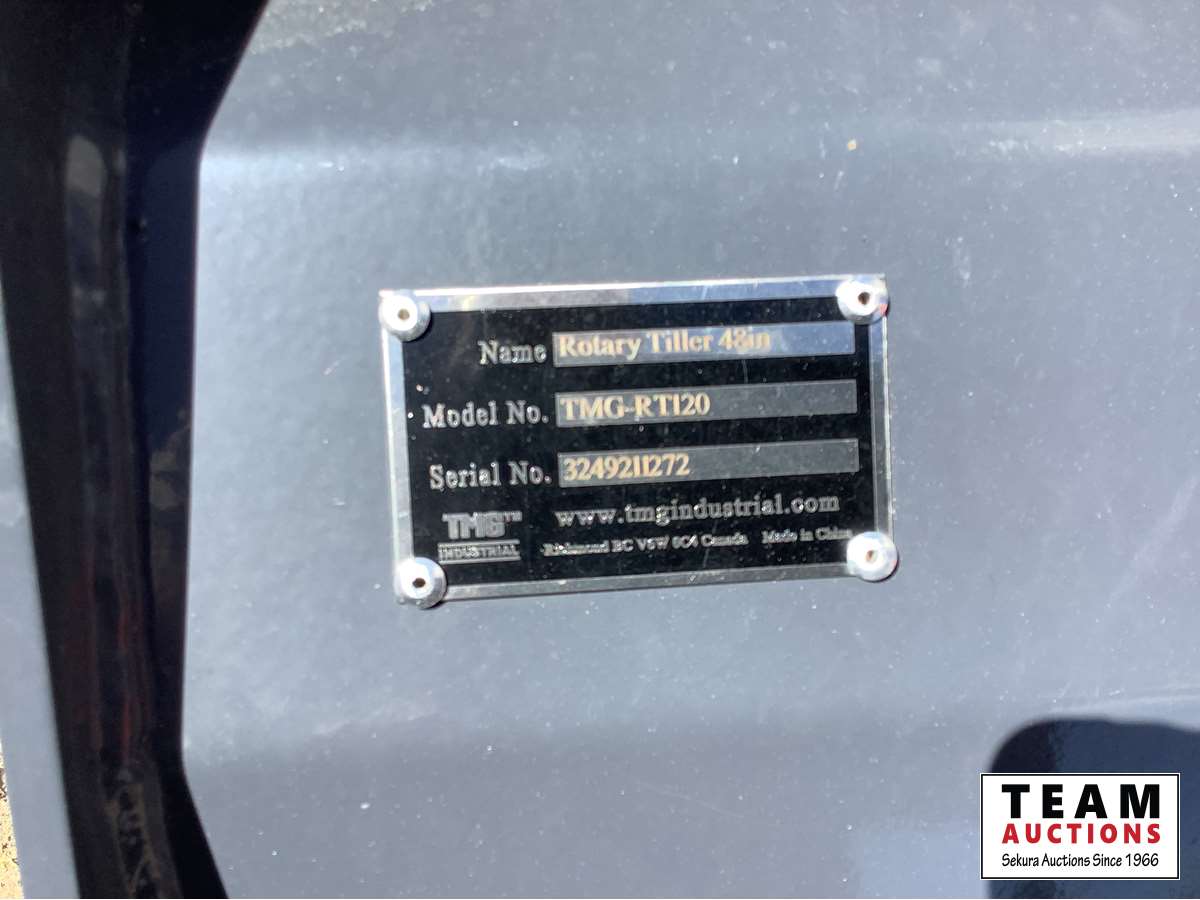 Name Rotary Tiller 48in
Model No. TMG-RT120
Serial No. 3249211272
TMG™
INDUSTRIAL
www.tmgindustrial.com
Richmond BC V6W 0C4 Canada Made in China
TEAM
AUCTIONS
Sekura Auctions Since 1966